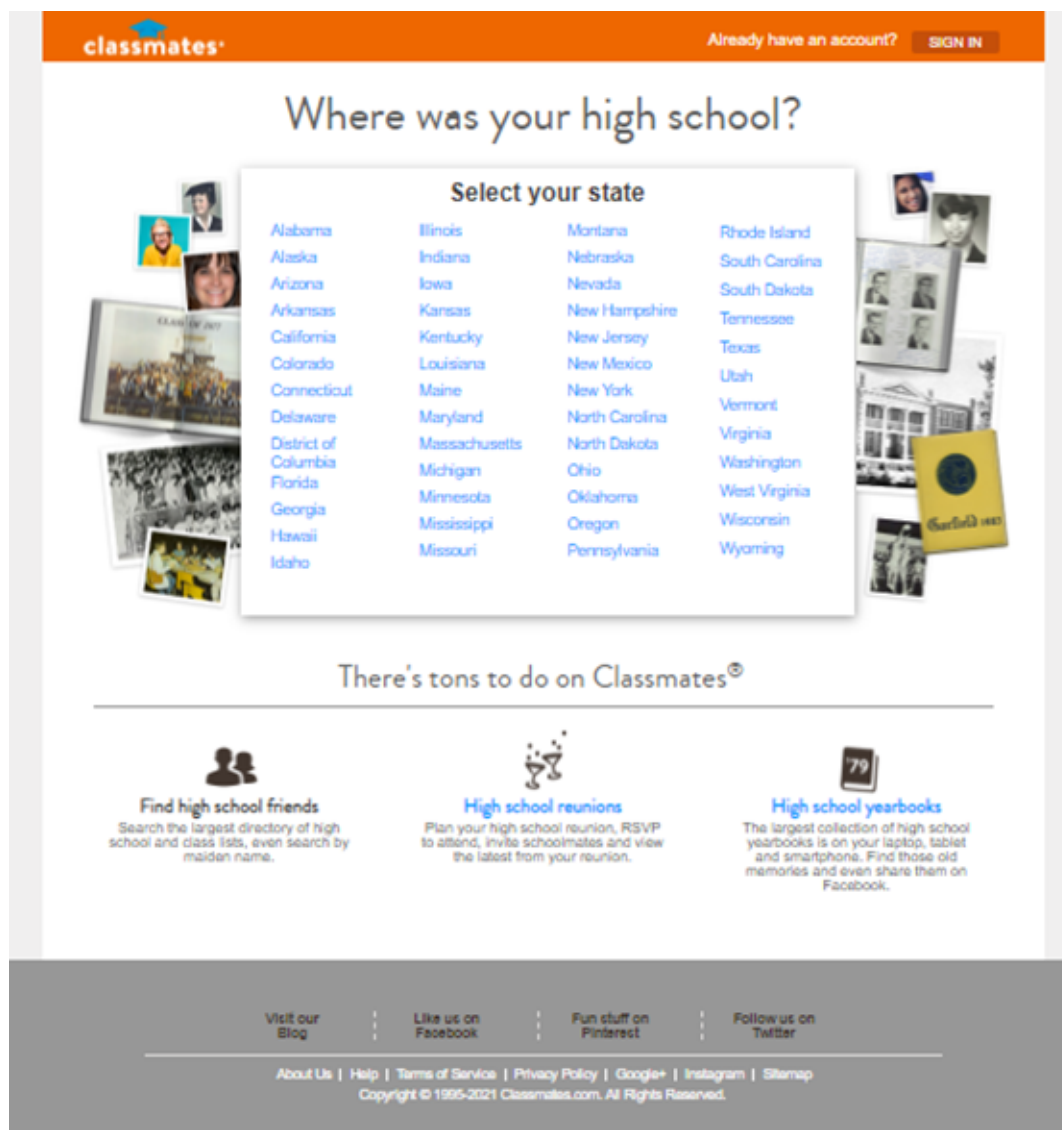 classmates
Already have an account?
SIGN IN
Where was your high school?
Select your state
Alabama
Alaska
Arizona
Arkansas
California
Colorado
Connecticut
Delaware
District of
Columbia
Florida
Georgia
Hawaii
Idaho
Illinois
Indiana
Iowa
Kansas
Kentucky
Louisiana
Maine
Maryland
Massachusetts
Michigan
Minnesota
Mississippi
Missouri
Montana
Nebraska
Nevada
New Hampshire
New Jersey
New Mexico
New York
North Carolina
North Dakota
Ohio
Oklahoma
Oregon
Pennsylvania
Rhode Island
South Carolina
South Dakota
Tennessee
Texas
Utah
Vermont
Virginia
Washington
West Virginia
Wisconsin
Wyoming
CLASS OF 1977
Garfield
There's tons to do on Classmates®
Find high school friends
Search the largest directory of high
school and class lists, even search by
maiden name.
High school reunions
Plan your high school reunion, RSVP
to attend, invite schoolmates and view
the latest from your reunion.
'79
High school yearbooks
The largest collection of high school
yearbooks is on your laptop, tablet
and smartphone. Find those old
memories and even share them on
Facebook.
Visit our
Blog
Like us on
Facebook
Fun stuff on
Pinterest
Follow us on
Twitter
About Us | Help | Terms of Service | Privacy Policy | Google+ | Instagram | Sitemap
Copyright © 1995-2021 Classmates.com. All Rights Reserved.